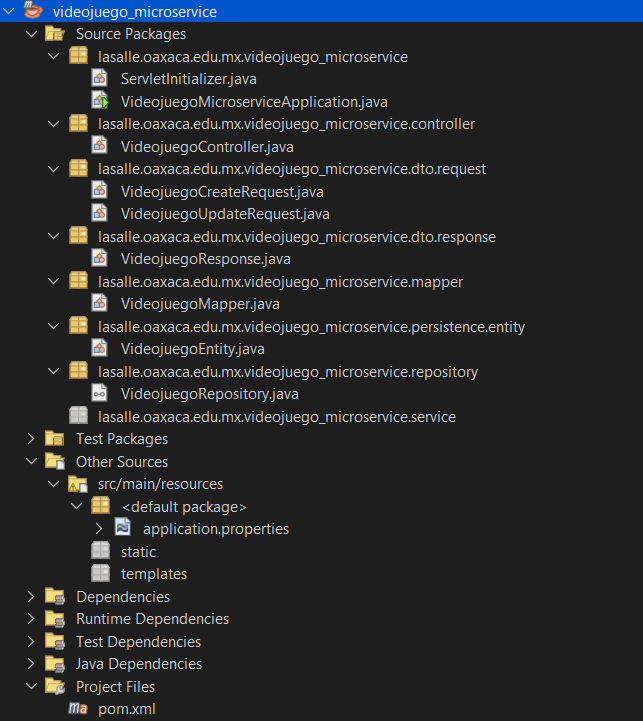 videojuego_microservice
Source Packages
lasalle.oaxaca.edu.mx.videojuego_microservice
ServletInitializer.java
VideojuegoMicroserviceApplication.java
lasalle.oaxaca.edu.mx.videojuego_microservice.controller
VideojuegoController.java
lasalle.oaxaca.edu.mx.videojuego_microservice.dto.request
VideojuegoCreateRequest.java
VideojuegoUpdateRequest.java
lasalle.oaxaca.edu.mx.videojuego_microservice.dto.response
VideojuegoResponse.java
lasalle.oaxaca.edu.mx.videojuego_microservice.mapper
VideojuegoMapper.java
lasalle.oaxaca.edu.mx.videojuego_microservice.persistence.entity
VideojuegoEntity.java
lasalle.oaxaca.edu.mx.videojuego_microservice.repository
VideojuegoRepository.java
lasalle.oaxaca.edu.mx.videojuego_microservice.service
Test Packages
Other Sources
src/main/resources
<default package>
application.properties
static
templates
Dependencies
Runtime Dependencies
Test Dependencies
Java Dependencies
Project Files
ma pom.xml